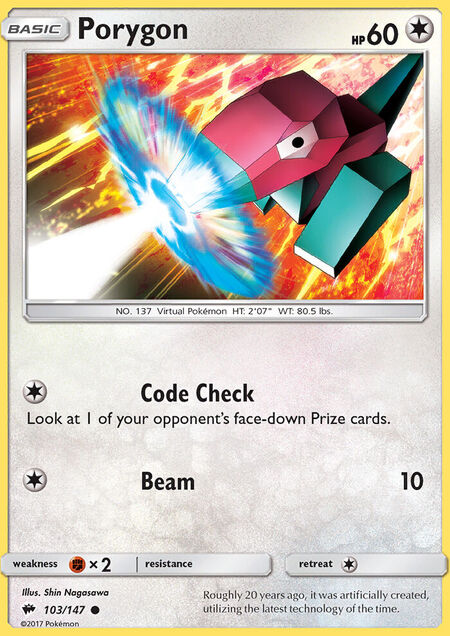 BASIC Porygon HP 60
NO. 137 Virtual Pokémon HT: 2'07" WT: 80.5 lbs.
Code Check
Look at 1 of your opponent's face-down Prize cards.
Beam 10
weakness ×2 resistance retreat
Illus. Shin Nagasawa
103/147
©2017 Pokémon
Roughly 20 years ago, it was artificially created,
utilizing the latest technology of the time.